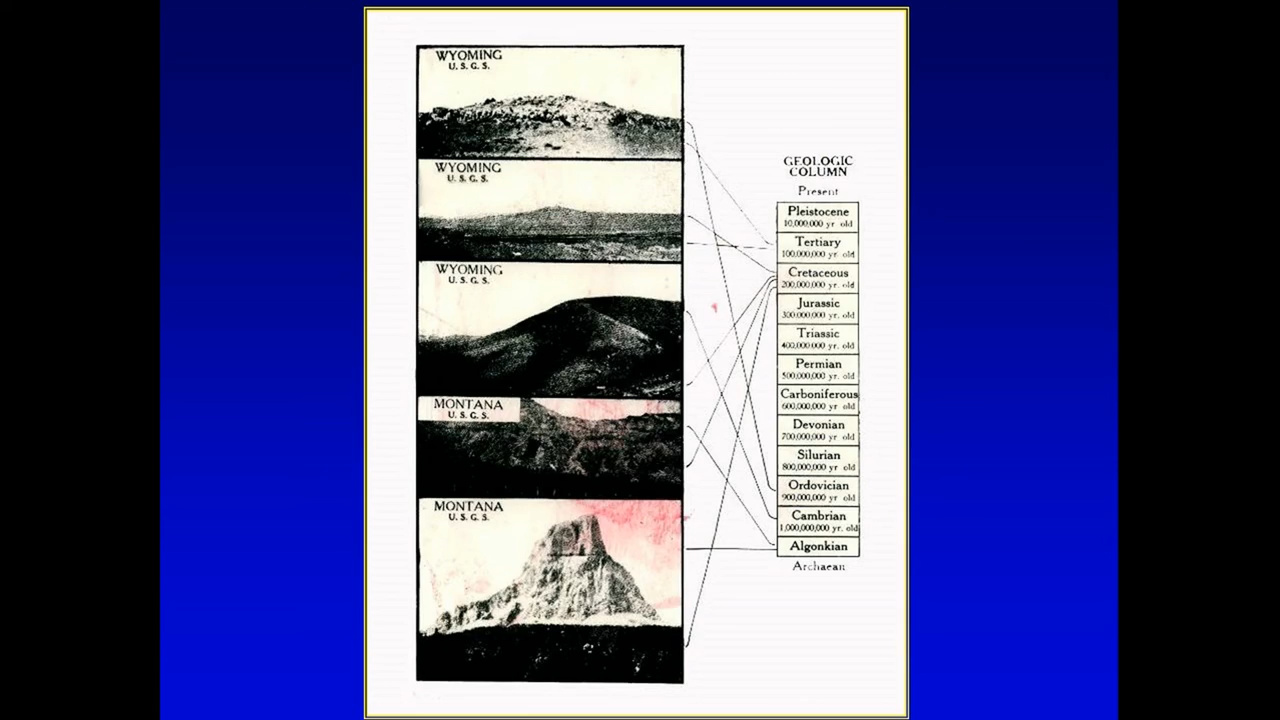 WYOMING
U. S. G. S.
WYOMING
U. S. G. S.
WYOMING
U. S. G. S.
MONTANA
U. S. G. S.
MONTANA
U. S. G. S.
GEOLOGIC
COLUMN
Present
Pleistocene
10,000,000 yr. old
Tertiary
100,000,000 yr. old
Cretaceous
200,000,000 yr. old
Jurassic
300,000,000 yr. old
Triassic
400,000,000 yr. old
Permian
500,000,000 yr. old
Carboniferous
600,000,000 yr. old
Devonian
700,000,000 yr. old
Silurian
800,000,000 yr. old
Ordovician
900,000,000 yr. old
Cambrian
1,000,000,000 yr. old
Algonkian
Archaean